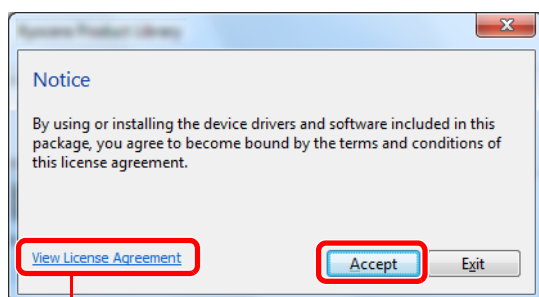 Notice
By using or installing the device drivers and software included in this
package, you agree to become bound by the terms and conditions of
this license agreement.
View License Agreement
Accept
Exit